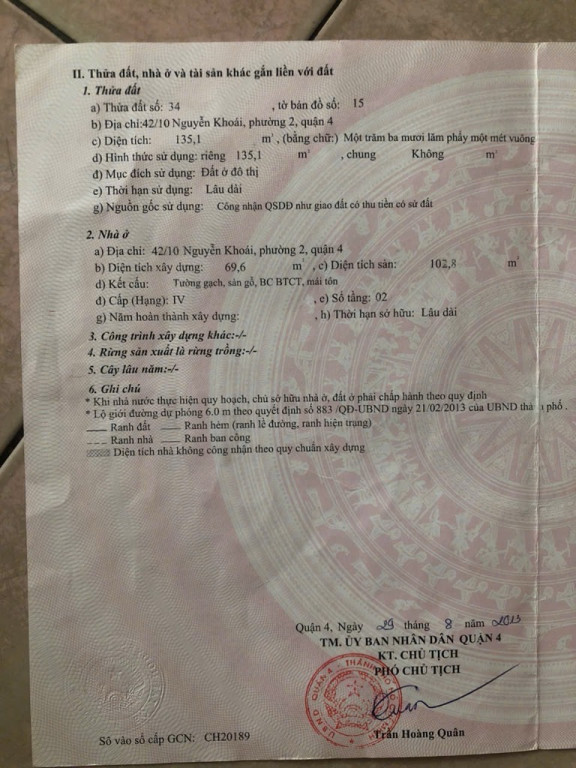 II. Thửa đất, nhà ở và tài sản khác gắn liền với đất
1. Thửa đất
a) Thửa đất số: 34 , tờ bản đồ số: 15
b) Địa chỉ:42/10 Nguyễn Khoái, phường 2, quận 4
c) Diện tích: 135,1 m², (bằng chữ:) Một trăm ba mươi lăm phẩy một mét vuông
d) Hình thức sử dụng: riêng 135,1 m², chung Không m²
đ) Mục đích sử dụng: Đất ở đô thị
e) Thời hạn sử dụng: Lâu dài
g) Nguồn gốc sử dụng: Công nhận QSDĐ như giao đất có thu tiền có sử đất
2. Nhà ở
a) Địa chỉ: 42/10 Nguyễn Khoái, phường 2, quận 4
b) Diện tích xây dựng: 69,6 m², c) Diện tích sàn: 102,8 m²
d) Kết cấu: Tường gạch, sàn gỗ, BC BTCT, mái tôn
đ) Cấp (Hạng): IV , e) Số tầng: 02
g) Năm hoàn thành xây dựng: , h) Thời hạn sở hữu: Lâu dài
3. Công trình xây dựng khác:-/-
4. Rừng sản xuất là rừng trồng:-/-
5. Cây lâu năm:-/-
6. Ghi chú
* Khi nhà nước thực hiện quy hoạch, chủ sở hữu nhà ở, đất ở phải chấp hành theo quy định
* Lộ giới đường dự phóng 6.0 m theo quyết định số 883 /QĐ-UBND ngày 21/02/2013 của UBND thành phố .
Ranh đất Ranh hẻm (ranh lề đường, ranh hiện trạng)
Ranh nhà Ranh ban công
Diện tích nhà không công nhận theo quy chuẩn xây dựng
Quận 4, Ngày 29 tháng 8 năm 2013
TM. ỦY BAN NHÂN DÂN QUẬN 4
KT. CHỦ TỊCH
PHÓ CHỦ TỊCH
UBND QUẬN 4 - THÀNH PHỐ
Trần Hoàng Quân
Số vào sổ cấp GCN: CH20189